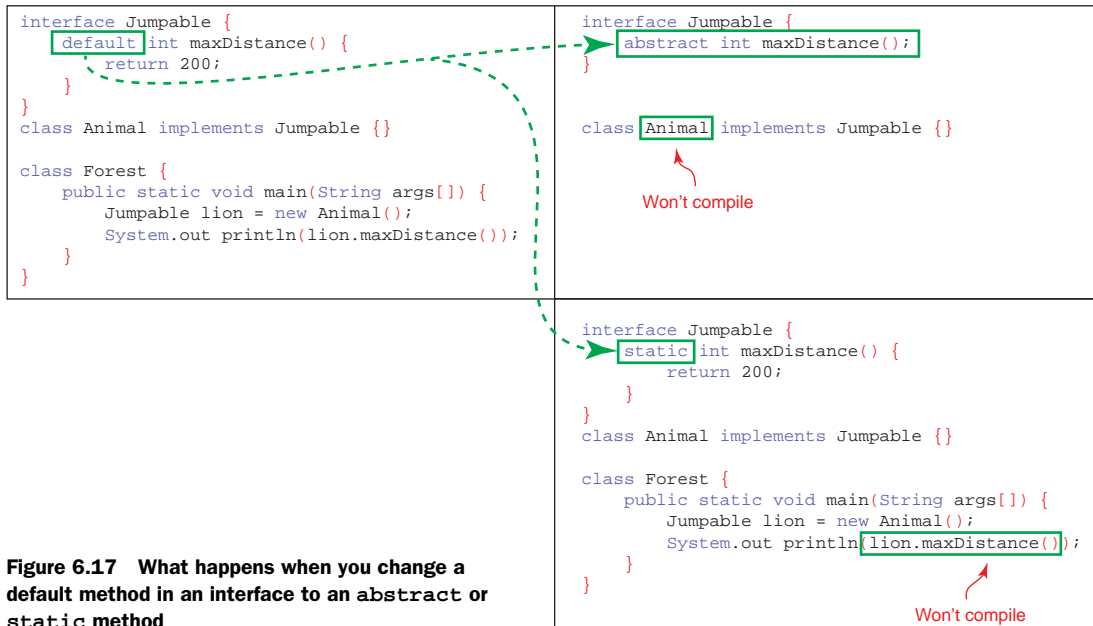 interface Jumpable {
    default int maxDistance() {
        return 200;
    }
}
class Animal implements Jumpable {}

class Forest {
    public static void main(String args[]) {
        Jumpable lion = new Animal();
        System.out println(lion.maxDistance());
    }
}
interface Jumpable {
    abstract int maxDistance();
}
class Animal implements Jumpable {}
Won't compile
interface Jumpable {
    static int maxDistance() {
        return 200;
    }
}
class Animal implements Jumpable {}

class Forest {
    public static void main(String args[]) {
        Jumpable lion = new Animal();
        System.out println(lion.maxDistance());
    }
}
Won't compile
Figure 6.17 What happens when you change a
default method in an interface to an abstract or
static method